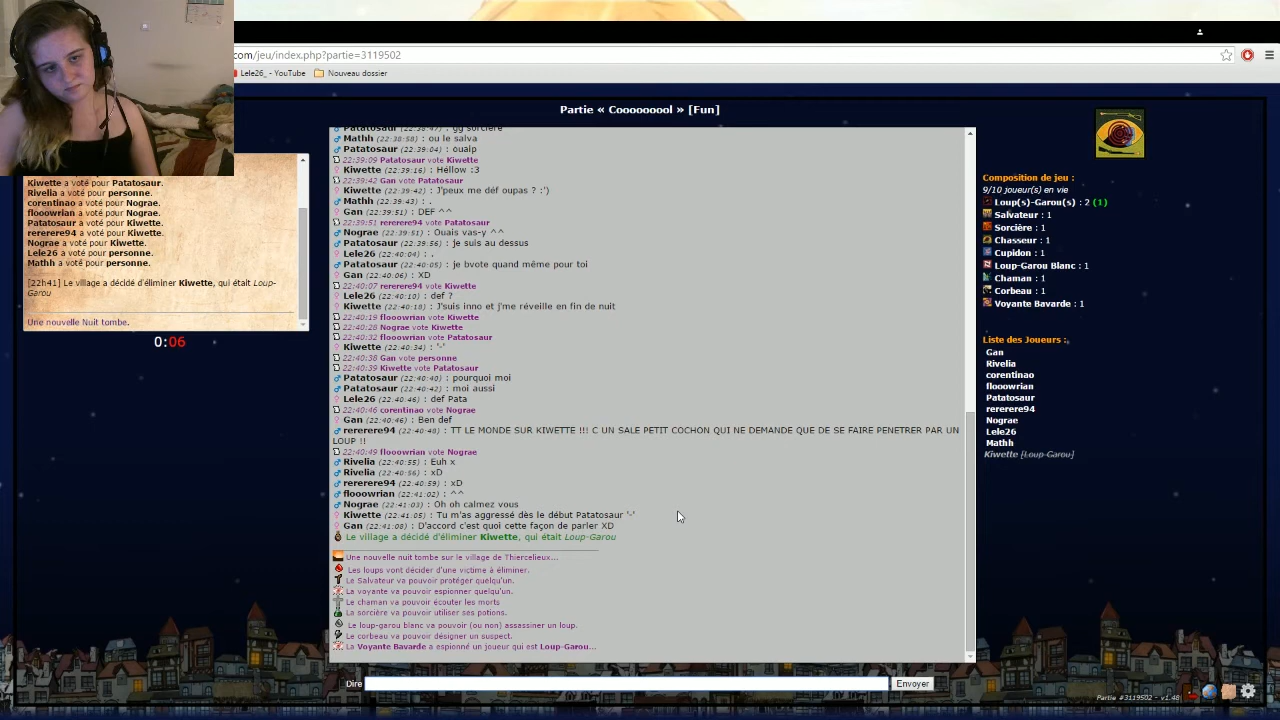 com/jeu/index.php?partie=3119502
Lele26_ - YouTube
Nouveau dossier
Partie « Cooooooool » [Fun]
Kiwette a voté pour Patatosaur.
Rivelia a voté pour personne.
corentinao a voté pour Nograe.
flooowrian a voté pour Nograe.
Patatosaur a voté pour Kiwette.
rererere94 a voté pour Kiwette.
Nograe a voté pour Kiwette.
Lele26 a voté pour personne.
Mathh a voté pour personne.
[22h41] Le village a décidé d'éliminer Kiwette, qui était Loup-
Garou
Une nouvelle Nuit tombe.
0:06
Patatosaur (22:38:47) : gg sorcière
Mathh (22:38:58) : ou le salva
Patatosaur (22:39:04) : ouaip
22:39:09 Patatosaur vote Kiwette
Kiwette (22:39:16) : Héllow :3
22:39:42 Gan vote Patatosaur
Kiwette (22:39:42) : J'peux me déf oupas ? :')
Mathh (22:39:43) : .
Gan (22:39:51) : DEF ^^
22:39:51 rererere94 vote Patatosaur
Nograe (22:39:51) : Ouais vas-y ^^
Patatosaur (22:39:56) : je suis au dessus
Lele26 (22:40:04) : .
Patatosaur (22:40:05) : je bvote quand même pour toi
Gan (22:40:06) : XD
22:40:07 rererere94 vote Kiwette
Lele26 (22:40:10) : def ?
Kiwette (22:40:18) : J'suis inno et j'me réveille en fin de nuit
22:40:19 flooowrian vote Kiwette
22:40:28 Nograe vote Kiwette
22:40:32 flooowrian vote Patatosaur
Kiwette (22:40:34) : '-'
22:40:38 Gan vote personne
22:40:39 Kiwette vote Patatosaur
Patatosaur (22:40:40) : pourquoi moi
Patatosaur (22:40:42) : moi aussi
Lele26 (22:40:46) : def Pata
22:40:46 corentinao vote Nograe
Gan (22:40:46) : Ben def
rererere94 (22:40:48) : TT LE MONDE SUR KIWETTE !!! C UN SALE PETIT COCHON QUI NE DEMANDE QUE DE SE FAIRE PENETRER PAR UN
LOUP !!
22:40:49 flooowrian vote Nograe
Rivelia (22:40:55) : Euh x
Rivelia (22:40:56) : xD
rererere94 (22:40:59) : xD
flooowrian (22:41:02) : ^^
Nograe (22:41:03) : Oh oh calmez vous
Kiwette (22:41:05) : Tu m'as aggressé dès le début Patatosaur '-'
Gan (22:41:08) : D'accord c'est quoi cette façon de parler XD
Le village a décidé d'éliminer Kiwette, qui était Loup-Garou
Une nouvelle nuit tombe sur le village de Thiercelieux...
Les loups vont décider d'une victime à éliminer.
Le Salvateur va pouvoir protéger quelqu'un.
La voyante va pouvoir espionner quelqu'un.
Le chaman va pouvoir écouter les morts
La sorcière va pouvoir utiliser ses potions.
Le loup-garou blanc va pouvoir (ou non) assassiner un loup.
Le corbeau va pouvoir désigner un suspect.
La Voyante Bavarde a espionné un joueur qui est Loup-Garou...
Dire
Envoyer
Composition de jeu :
9/10 joueur(s) en vie
Loup(s)-Garou(s) : 2 (1)
Salvateur : 1
Sorcière : 1
Chasseur : 1
Cupidon : 1
Loup-Garou Blanc : 1
Chaman : 1
Corbeau : 1
Voyante Bavarde : 1
Liste des Joueurs :
Gan
Rivelia
corentinao
flooowrian
Patatosaur
rererere94
Nograe
Lele26
Mathh
Kiwette [Loup-Garou]
Partie #3119502 - v1.48